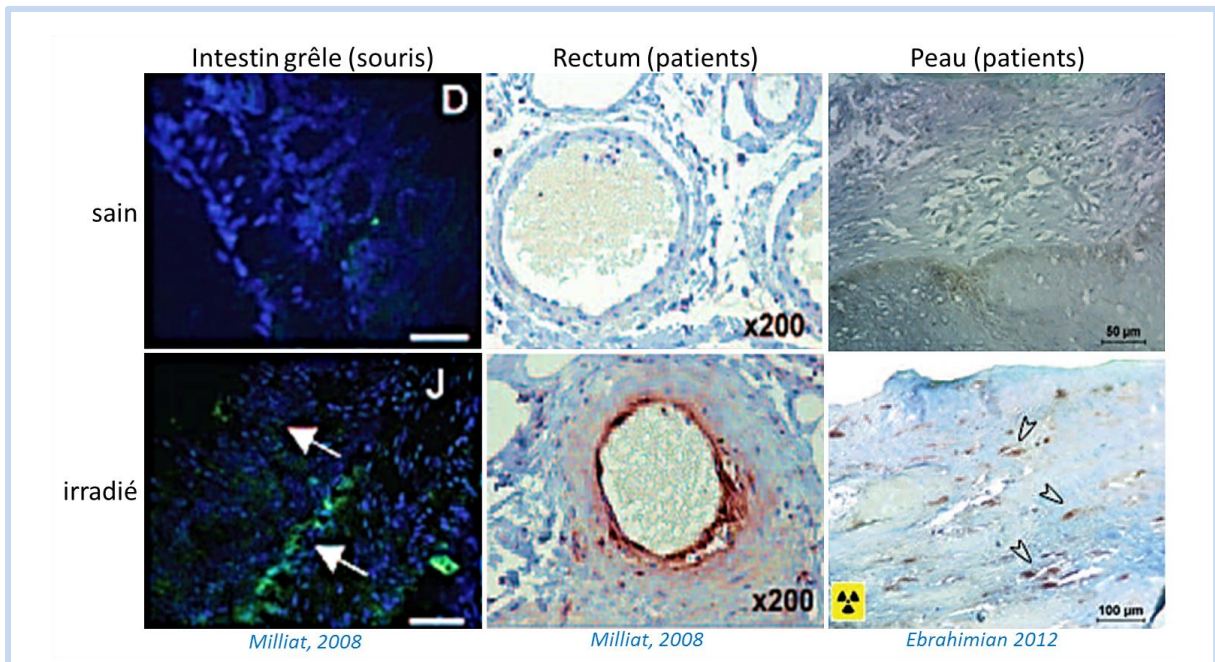 Intestin grêle (souris) Rectum (patients) Peau (patients)
sain
D
x200
50 µm
irradié
J
x200
100 µm
Milliat, 2008 Milliat, 2008 Ebrahimian 2012